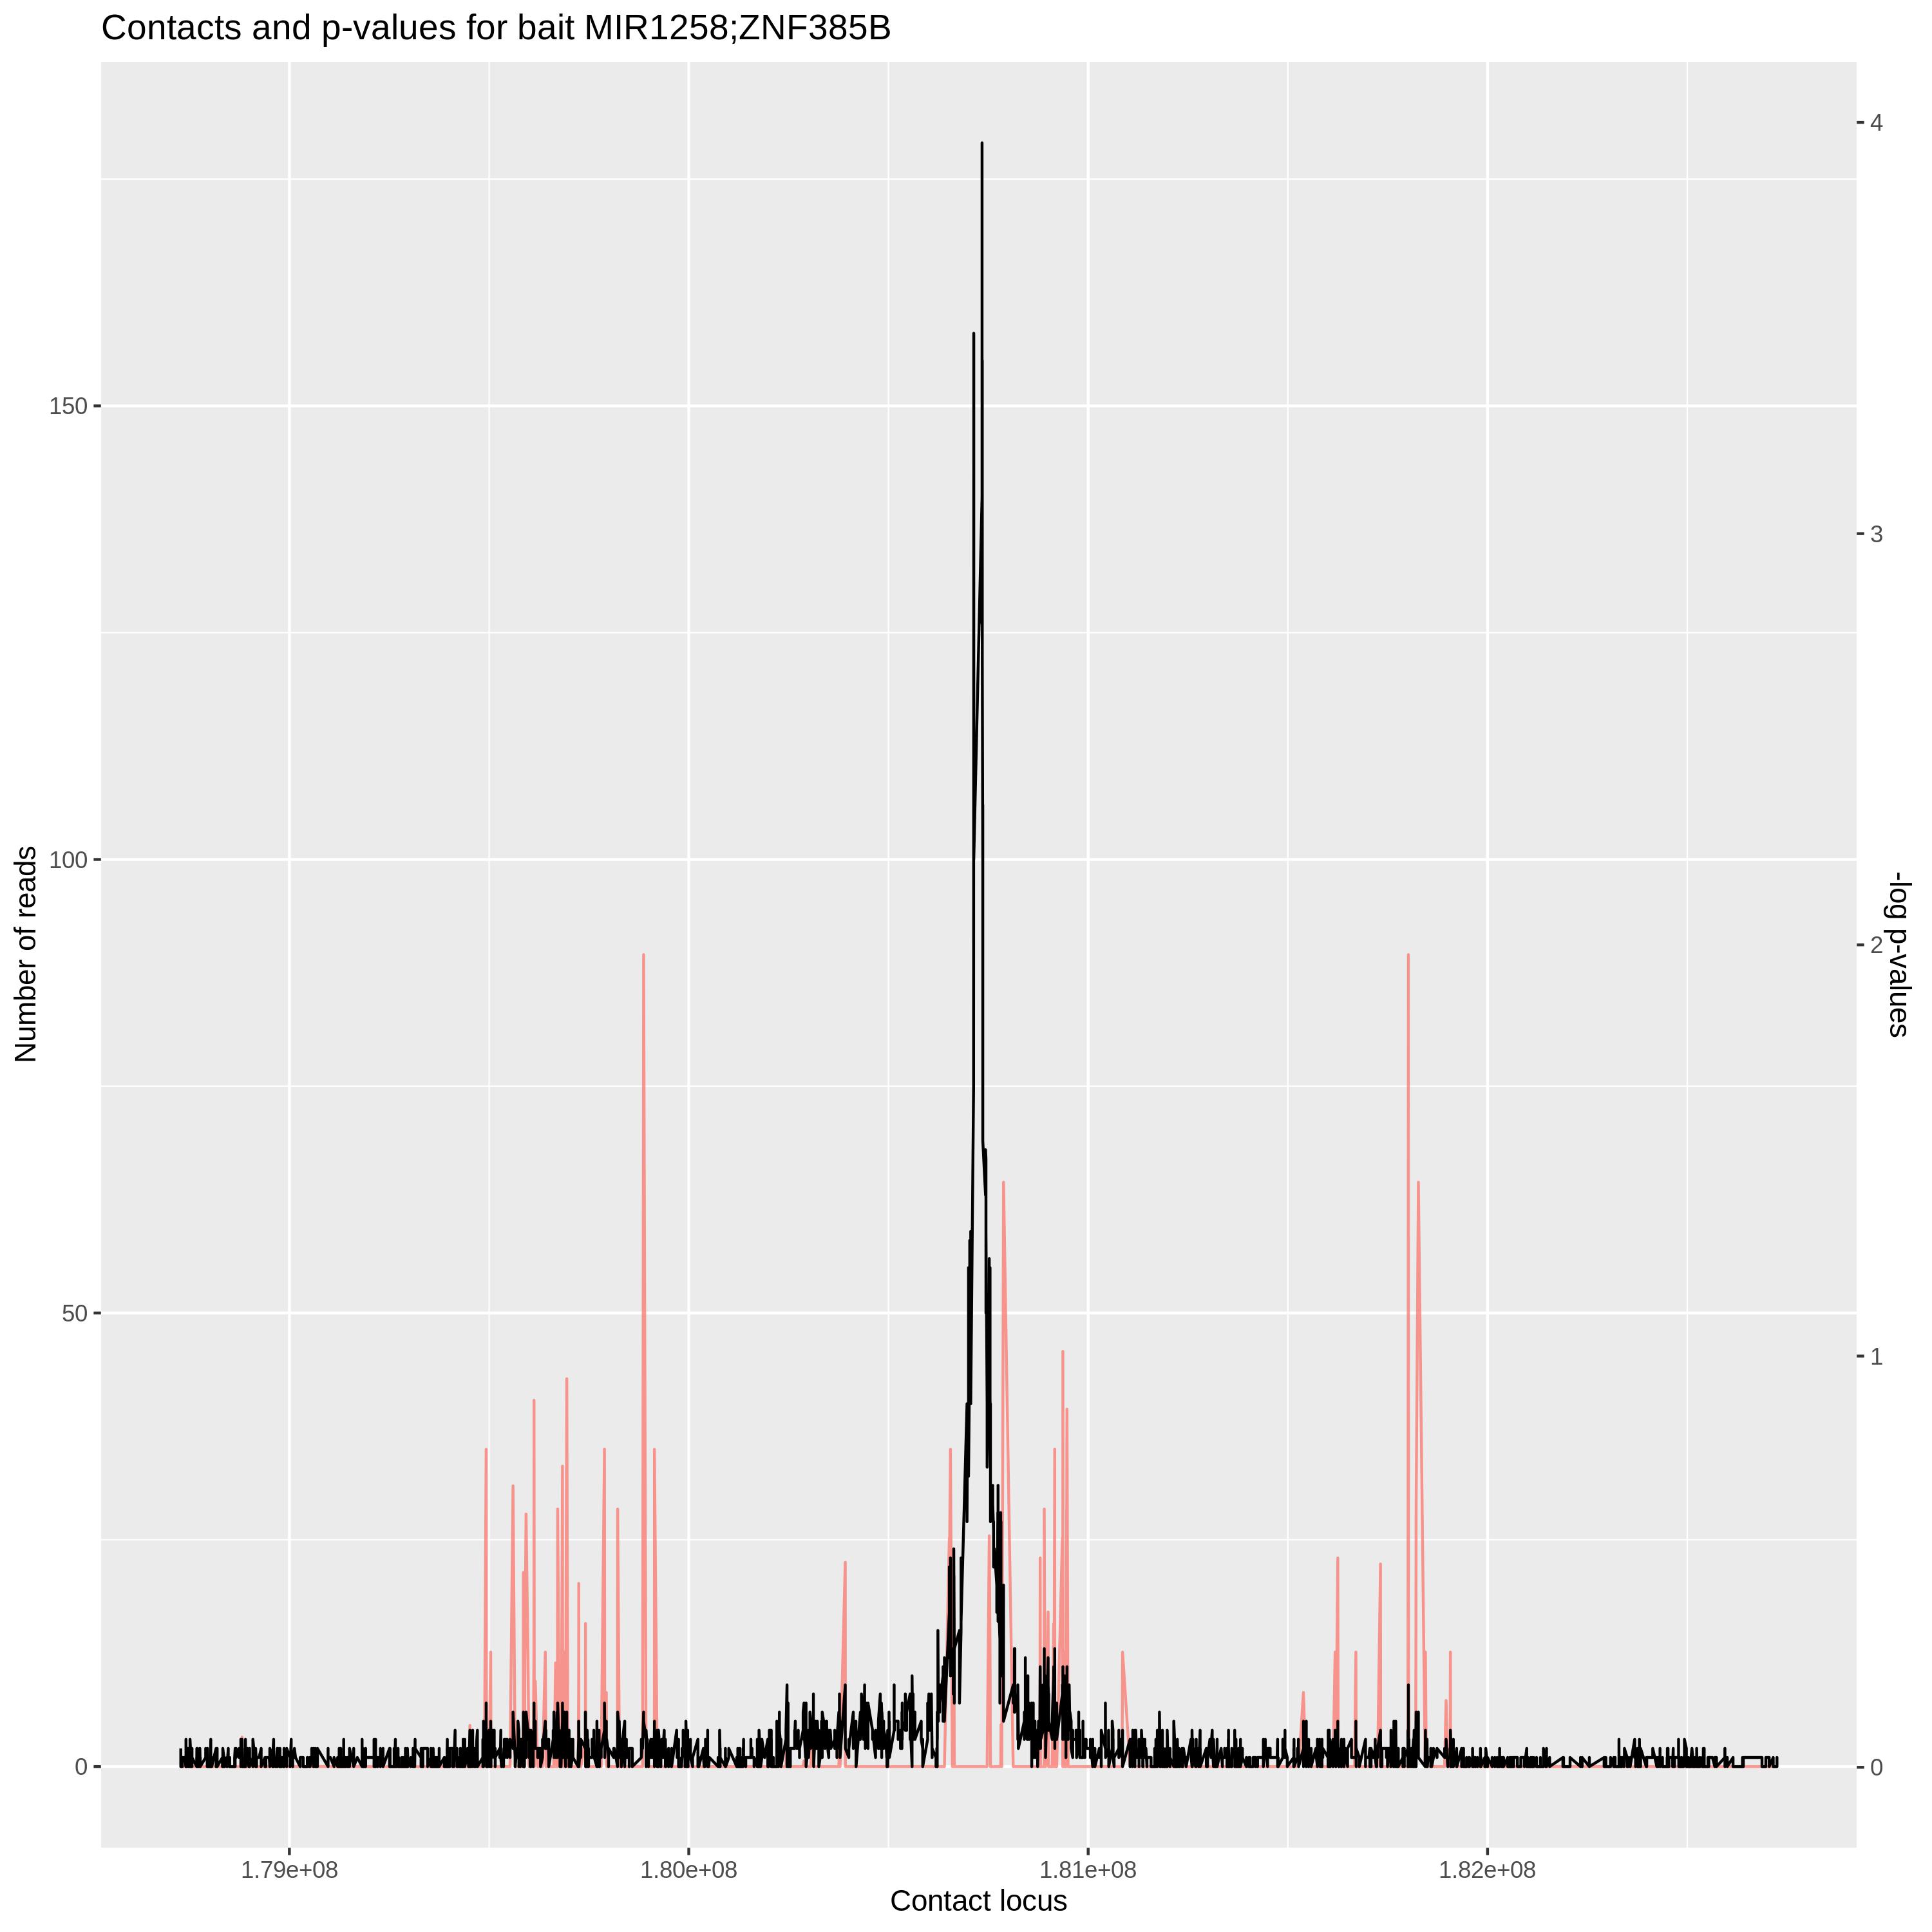 Contacts and p-values for bait MIR1258;ZNF385B
Number of reads
150
100
50
0
4
3
2
1
0
-log p-values
1.79e+08
1.80e+08
1.81e+08
1.82e+08
Contact locus